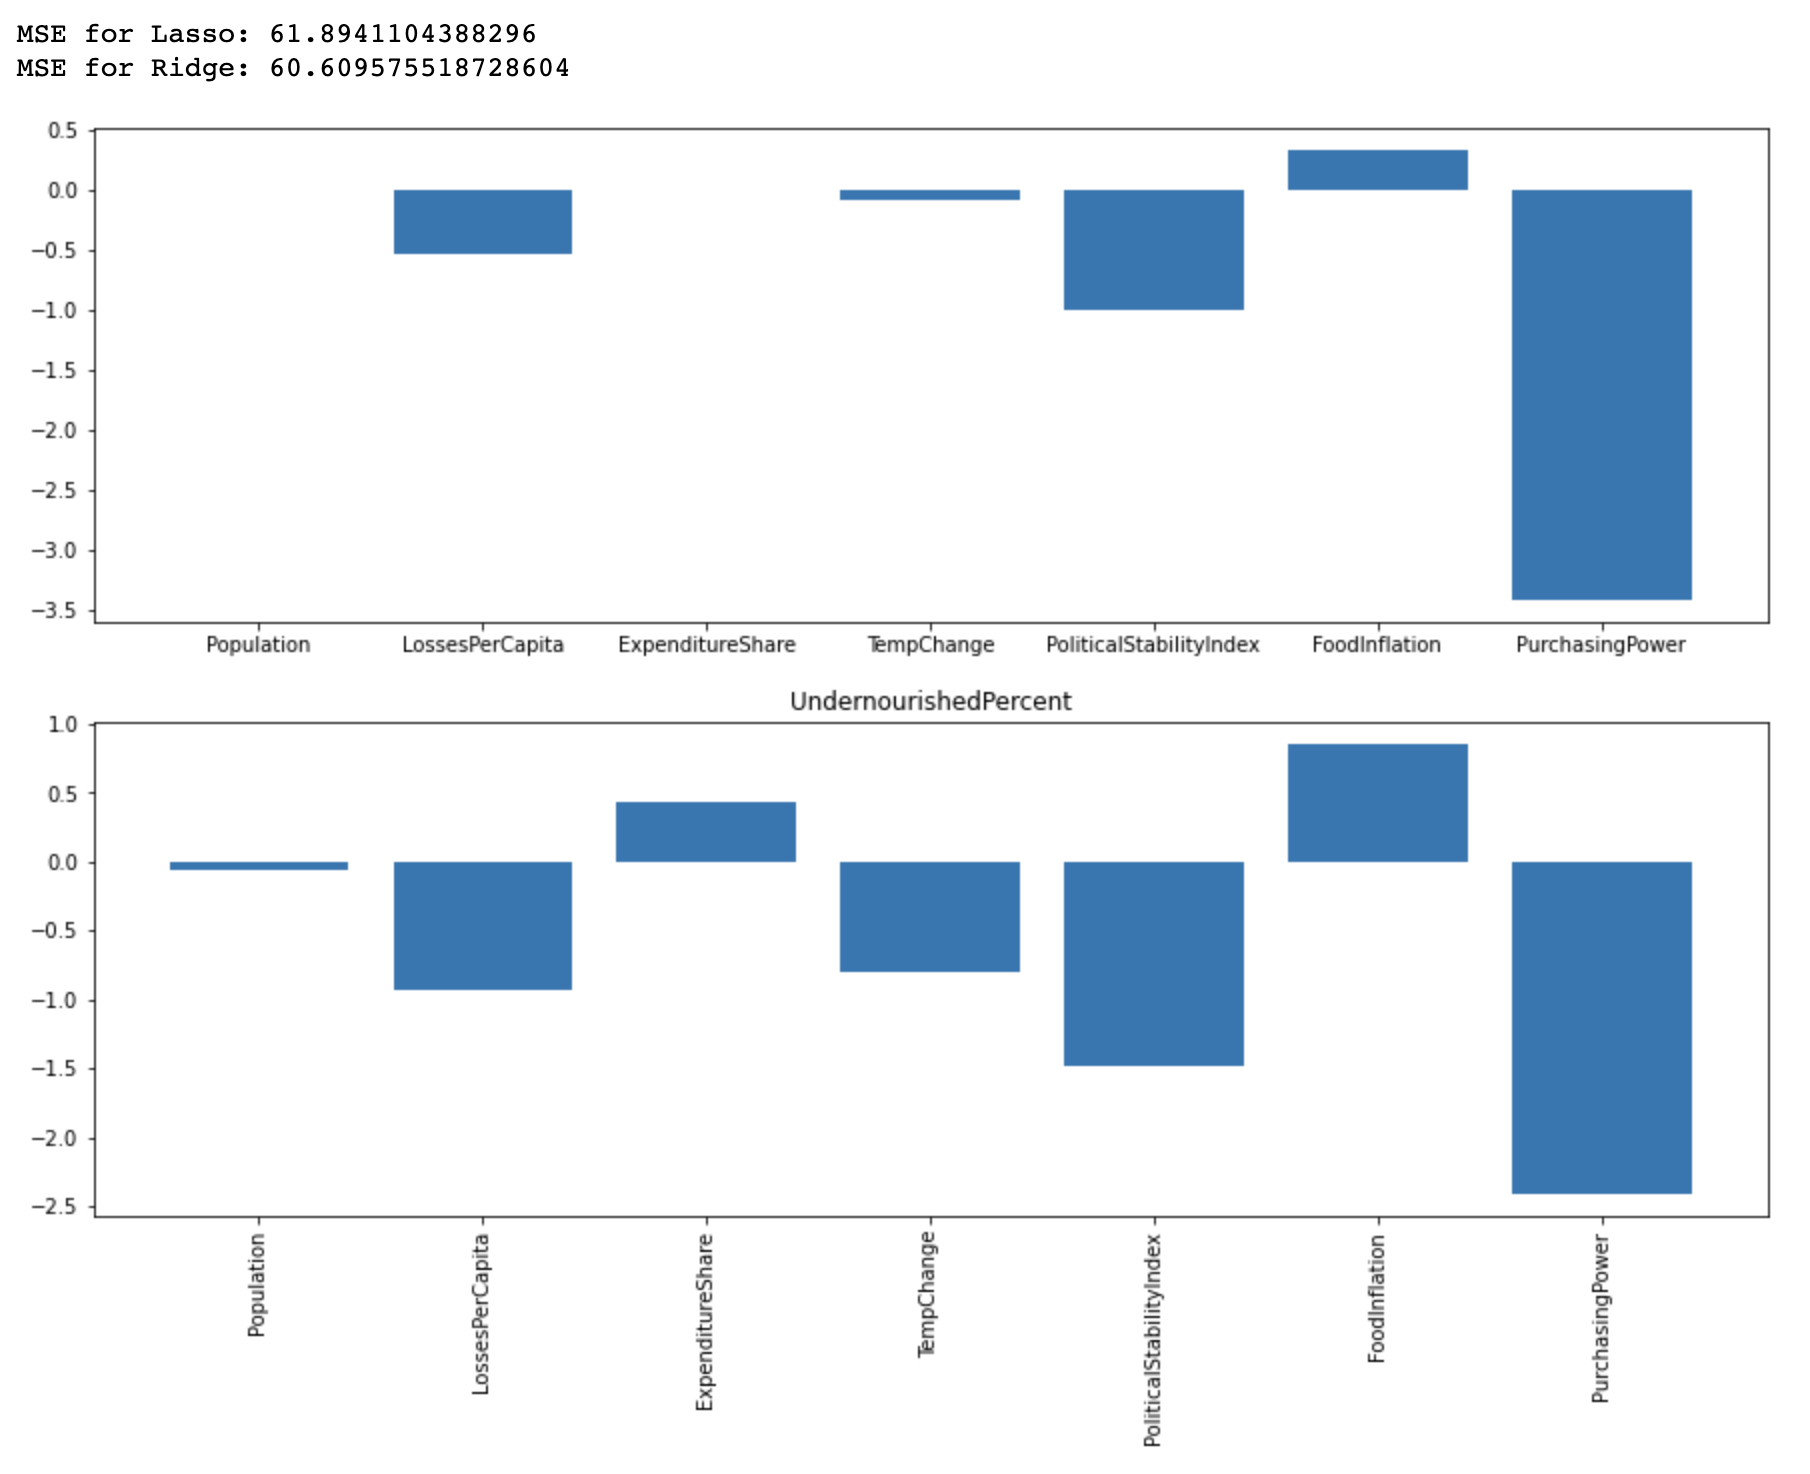 MSE for Lasso: 61.8941104388296
MSE for Ridge: 60.609575518728604
0.5
0.0
−0.5
−1.0
−1.5
−2.0
−2.5
−3.0
−3.5
Population LossesPerCapita ExpenditureShare TempChange PoliticalStabilityIndex FoodInflation PurchasingPower
UndernourishedPercent
1.0
0.5
0.0
−0.5
−1.0
−1.5
−2.0
−2.5
Population
LossesPerCapita
ExpenditureShare
TempChange
PoliticalStabilityIndex
FoodInflation
PurchasingPower